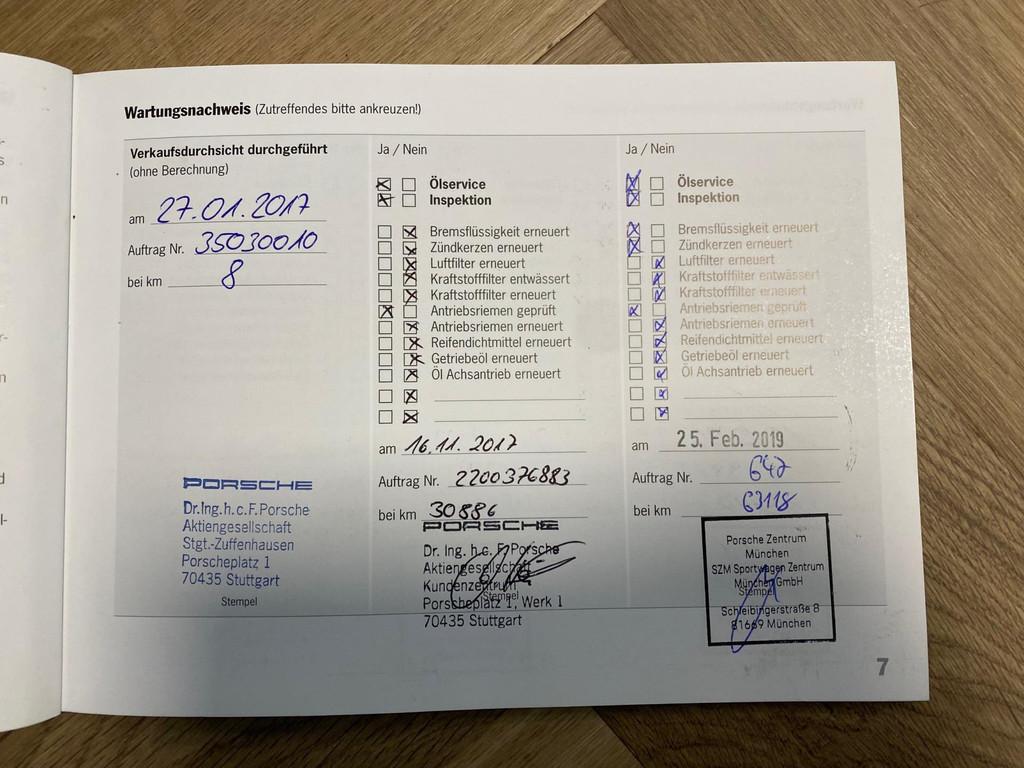 Wartungsnachweis (Zutreffendes bitte ankreuzen!)
Verkaufsdurchsicht durchgeführt
(ohne Berechnung)
am 27.01.2017
Auftrag Nr. 35030010
bei km 8
PORSCHE
Dr.Ing.h.c.F.Porsche
Aktiengesellschaft
Stgt.-Zuffenhausen
Porscheplatz 1
70435 Stuttgart
Stempel
Ja / Nein
Ölservice
Inspektion
Bremsflüssigkeit erneuert
Zündkerzen erneuert
Luftfilter erneuert
Kraftstofffilter entwässert
Kraftstofffilter erneuert
Antriebsriemen geprüft
Antriebsriemen erneuert
Reifendichtmittel erneuert
Getriebeöl erneuert
Öl Achsantrieb erneuert
am 16.11.2017
Auftrag Nr. 2200376883
bei km 30886
PORSCHE
Dr. Ing. h.c. F. Porsche
Aktiengesellschaft
Kundenzentrum
Stempel
Porscheplatz 1, Werk 1
70435 Stuttgart
Ja / Nein
Ölservice
Inspektion
Bremsflüssigkeit erneuert
Zündkerzen erneuert
Luftfilter erneuert
Kraftstofffilter entwässert
Kraftstofffilter erneuert
Antriebsriemen geprüft
Antriebsriemen erneuert
Reifendichtmittel erneuert
Getriebeöl erneuert
Öl Achsantrieb erneuert
am 25. Feb. 2019
Auftrag Nr.
bei km 63118
Porsche Zentrum
München
SZM Sportwagen Zentrum
München GmbH
Stempel
Schleibingerstraße 8
81669 München
7